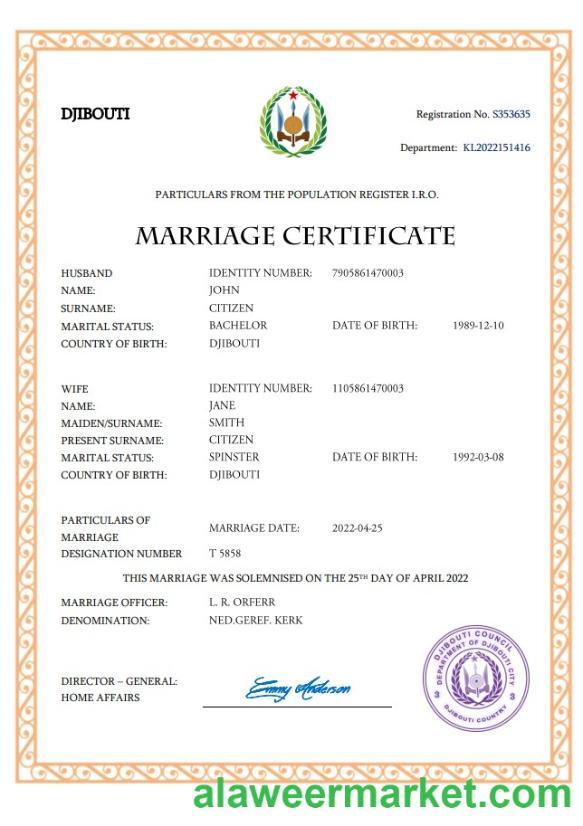 DJIBOUTI
Registration No. S353635
Department: KL2022151416
PARTICULARS FROM THE POPULATION REGISTER I.R.O.
MARRIAGE CERTIFICATE
HUSBAND IDENTITY NUMBER: 7905861470003
NAME: JOHN
SURNAME: CITIZEN
MARITAL STATUS: BACHELOR DATE OF BIRTH: 1989-12-10
COUNTRY OF BIRTH: DJIBOUTI
WIFE IDENTITY NUMBER: 1105861470003
NAME: JANE
MAIDEN/SURNAME: SMITH
PRESENT SURNAME: CITIZEN
MARITAL STATUS: SPINSTER DATE OF BIRTH: 1992-03-08
COUNTRY OF BIRTH: DJIBOUTI
PARTICULARS OF
MARRIAGE MARRIAGE DATE: 2022-04-25
DESIGNATION NUMBER T 5858
THIS MARRIAGE WAS SOLEMNISED ON THE 25TH DAY OF APRIL 2022
MARRIAGE OFFICER: L. R. ORFERR
DENOMINATION: NED.GEREF. KERK
DJIBOUTI COUNCIL
DEPARTMENT OF DJIBOUTI CITY
DJIBOUTI COUNTRY
DIRECTOR – GENERAL:
HOME AFFAIRS
Emmy Anderson
alaweermarket.com